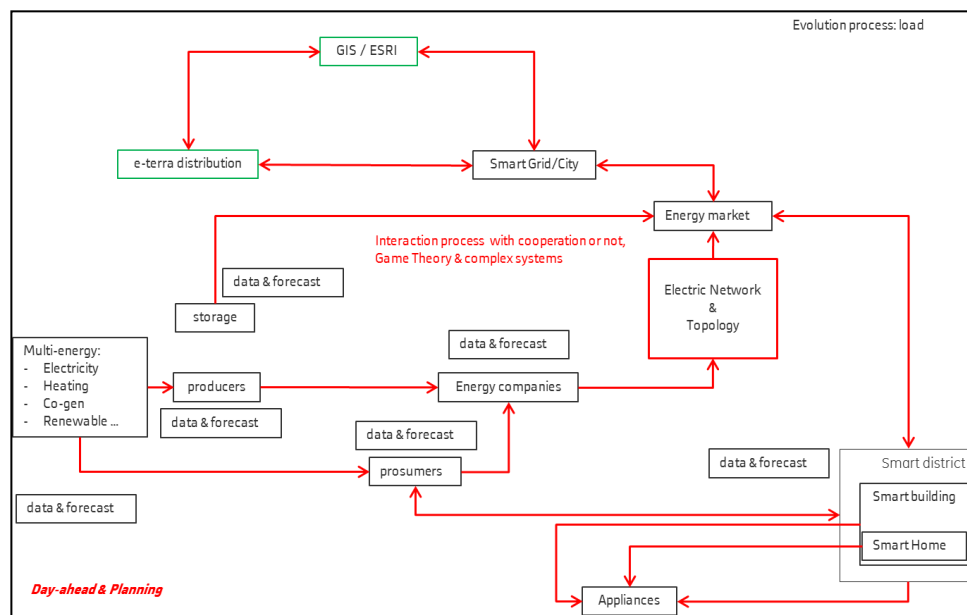 Evolution process: load
GIS / ESRI
e-terra distribution
Smart Grid/City
Energy market
Interaction process with cooperation or not,
Game Theory & complex systems
data & forecast
Electric Network
&
Topology
storage
data & forecast
Multi-energy:
- Electricity
- Heating
- Co-gen
- Renewable ...
producers
Energy companies
data & forecast
data & forecast
prosumers
data & forecast
Smart district
Smart building
data & forecast
Smart Home
Day-ahead & Planning
Appliances